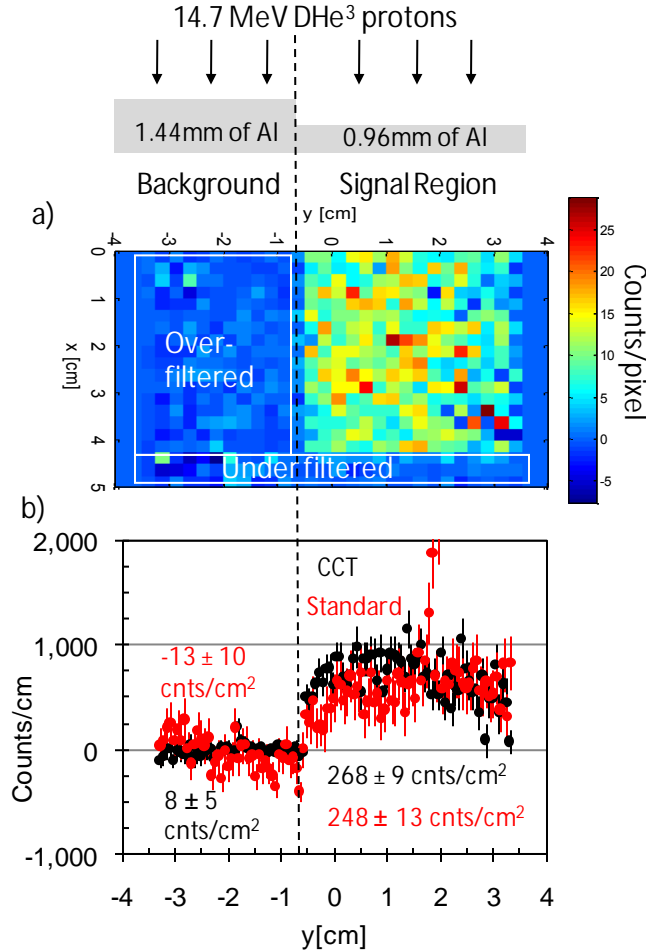 14.7 MeV DHe³ protons
1.44mm of Al
0.96mm of Al
Background
Signal Region
y [cm]
a)
-4 -3 -2 -1 0 1 2 3 4
0
1
2
3
4
5
x [cm]
Over-
filtered
Under filtered
25
20
15
10
5
0
-5
Counts/pixel
b)
2,000
1,000
0
-1,000
Counts/cm
CCT
Standard
-13 ± 10
cnts/cm²
8 ± 5
cnts/cm²
268 ± 9 cnts/cm²
248 ± 13 cnts/cm²
-4 -3 -2 -1 0 1 2 3 4
y[cm]